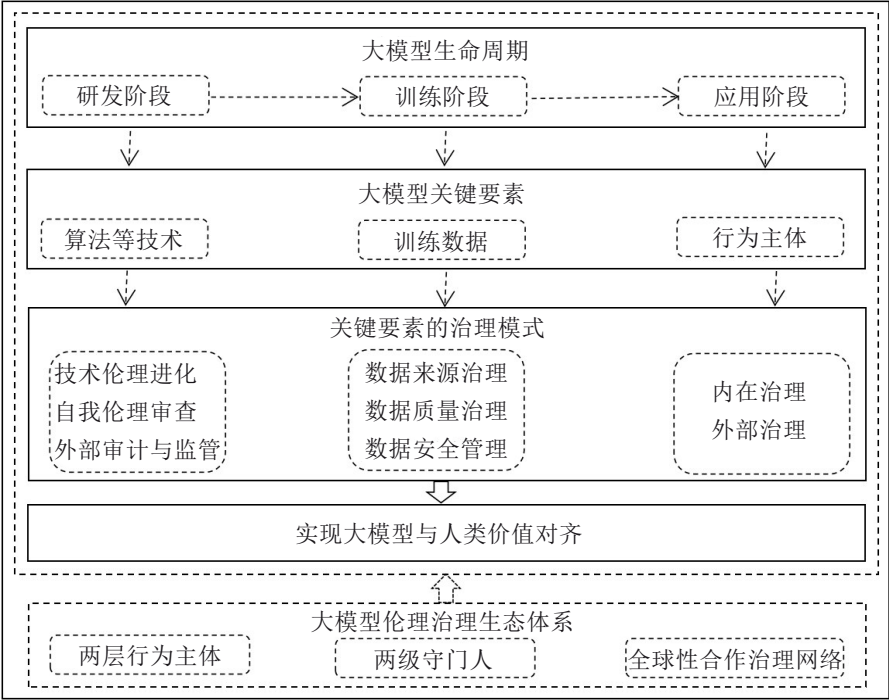 大模型生命周期
研发阶段
训练阶段
应用阶段
大模型关键要素
算法等技术
训练数据
行为主体
关键要素的治理模式
技术伦理进化
自我伦理审查
外部审计与监管
数据来源治理
数据质量治理
数据安全管理
内在治理
外部治理
实现大模型与人类价值对齐
大模型伦理治理生态体系
两层行为主体
两级守门人
全球性合作治理网络